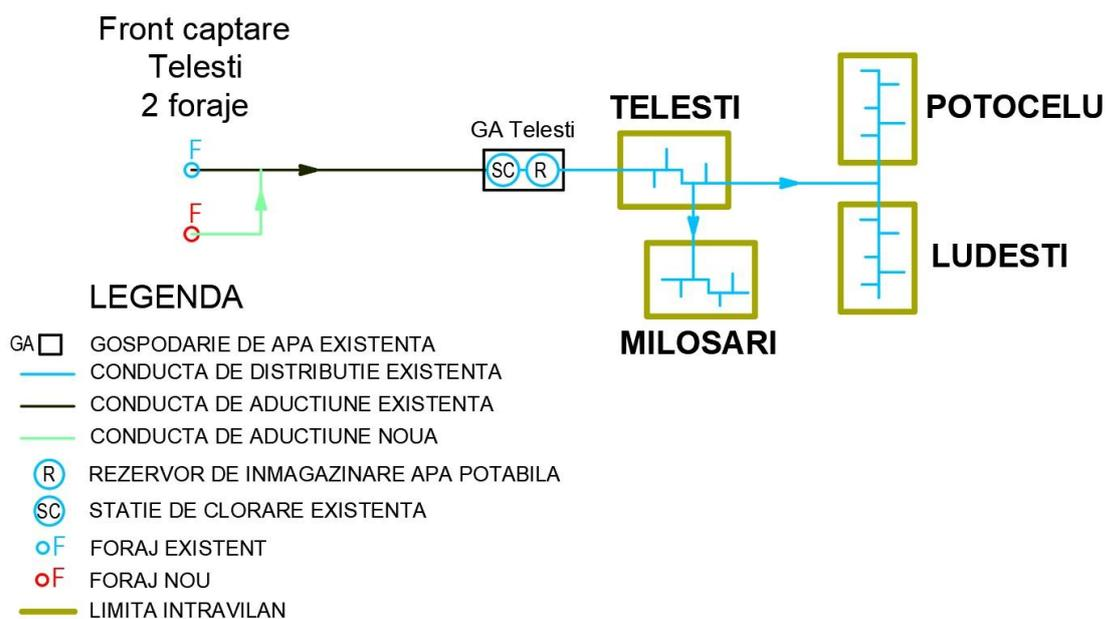 Front captare
Telesti
2 foraje
F
F
GA Telesti
SC R
TELESTI
POTOCELU
LUDESTI
MILOSARI
LEGENDA
GA GOSPODARIE DE APA EXISTENTA
CONDUCTA DE DISTRIBUTIE EXISTENTA
CONDUCTA DE ADUCTIUNE EXISTENTA
CONDUCTA DE ADUCTIUNE NOUA
R REZERVOR DE INMAGAZINARE APA POTABILA
SC STATIE DE CLORARE EXISTENTA
F FORAJ EXISTENT
F FORAJ NOU
LIMITA INTRAVILAN